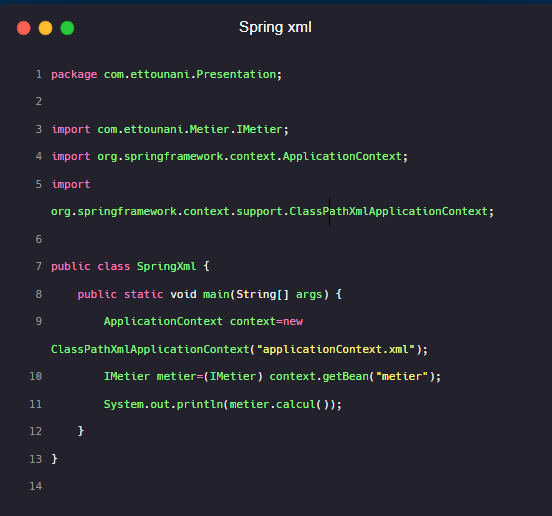 Spring xml
1 package com.ettounani.Presentation;
2
3 import com.ettounani.Metier.IMetier;
4 import org.springframework.context.ApplicationContext;
5 import
org.springframework.context.support.ClassPathXmlApplicationContext;
6
7 public class SpringXml {
8     public static void main(String[] args) {
9         ApplicationContext context=new
ClassPathXmlApplicationContext("applicationContext.xml");
10         IMetier metier=(IMetier) context.getBean("metier");
11         System.out.println(metier.calcul());
12     }
13 }
14